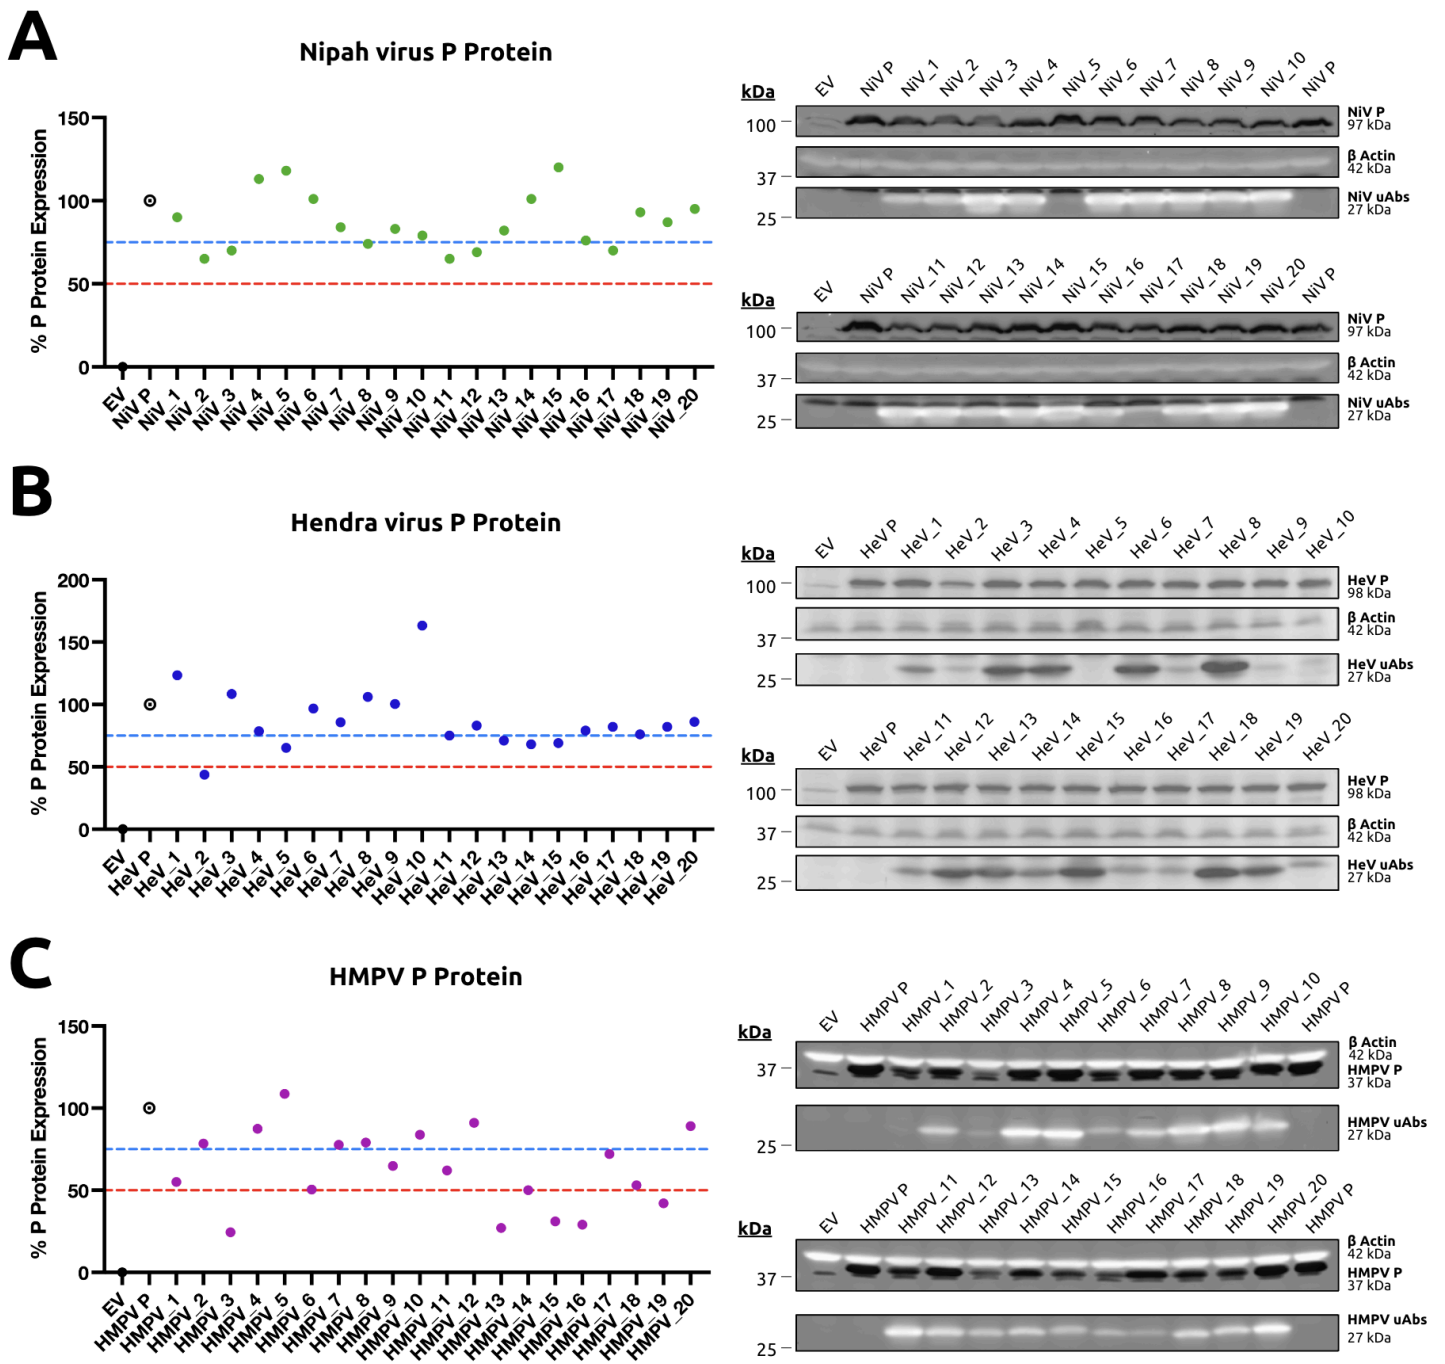 A
Nipah virus P Protein
% P Protein Expression
150
100
50
0
EV
NiV P
NiV_1
NiV_2
NiV_3
NiV_4
NiV_5
NiV_6
NiV_7
NiV_8
NiV_9
NiV_10
NiV_11
NiV_12
NiV_13
NiV_14
NiV_15
NiV_16
NiV_17
NiV_18
NiV_19
NiV_20
kDa
EV NiV P NiV_1 NiV_2 NiV_3 NiV_4 NiV_5 NiV_6 NiV_7 NiV_8 NiV_9 NiV_10 NiV P
100
NiV P
97 kDa
β Actin
42 kDa
37
NiV uAbs
27 kDa
25
kDa
EV NiV P NiV_11 NiV_12 NiV_13 NiV_14 NiV_15 NiV_16 NiV_17 NiV_18 NiV_19 NiV_20 NiV P
100
NiV P
97 kDa
β Actin
42 kDa
37
NiV uAbs
27 kDa
25
B
Hendra virus P Protein
% P Protein Expression
200
150
100
50
0
EV
HeV P
HeV_1
HeV_2
HeV_3
HeV_4
HeV_5
HeV_6
HeV_7
HeV_8
HeV_9
HeV_10
HeV_11
HeV_12
HeV_13
HeV_14
HeV_15
HeV_16
HeV_17
HeV_18
HeV_19
HeV_20
kDa
EV HeV P HeV_1 HeV_2 HeV_3 HeV_4 HeV_5 HeV_6 HeV_7 HeV_8 HeV_9 HeV_10
100
HeV P
98 kDa
β Actin
42 kDa
37
HeV uAbs
27 kDa
25
kDa
EV HeV P HeV_11 HeV_12 HeV_13 HeV_14 HeV_15 HeV_16 HeV_17 HeV_18 HeV_19 HeV_20
100
HeV P
98 kDa
37
β Actin
42 kDa
HeV uAbs
27 kDa
25
C
HMPV P Protein
% P Protein Expression
150
100
50
0
EV
HMPV P
HMPV_1
HMPV_2
HMPV_3
HMPV_4
HMPV_5
HMPV_6
HMPV_7
HMPV_8
HMPV_9
HMPV_10
HMPV_11
HMPV_12
HMPV_13
HMPV_14
HMPV_15
HMPV_16
HMPV_17
HMPV_18
HMPV_19
HMPV_20
kDa
EV HMPV P HMPV_1 HMPV_2 HMPV_3 HMPV_4 HMPV_5 HMPV_6 HMPV_7 HMPV_8 HMPV_9 HMPV_10 HMPV P
37
β Actin
42 kDa
HMPV P
37 kDa
HMPV uAbs
27 kDa
25
kDa
EV HMPV P HMPV_11 HMPV_12 HMPV_13 HMPV_14 HMPV_15 HMPV_16 HMPV_17 HMPV_18 HMPV_19 HMPV_20 HMPV P
37
β Actin
42 kDa
HMPV P
37 kDa
HMPV uAbs
27 kDa
25